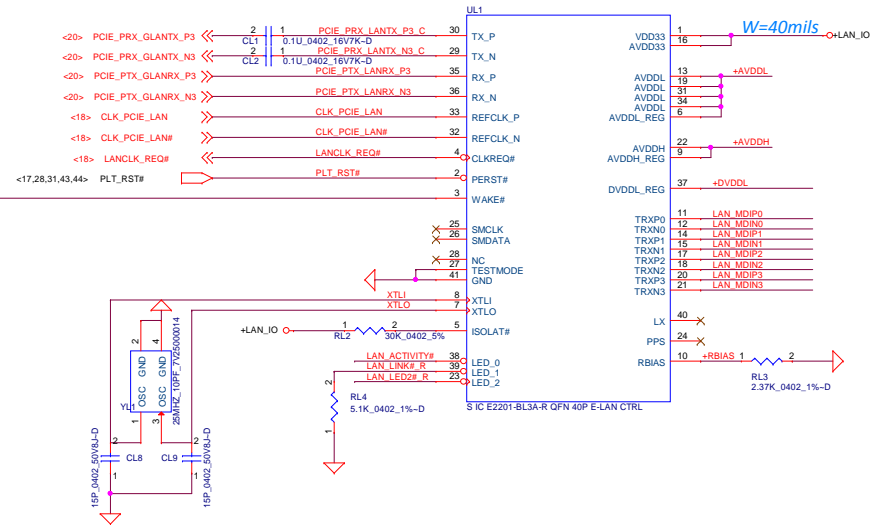 UL1
<20> PCIE_PRX_GLANTX_P3 2 1 PCIE_PRX_LANTX_P3_C 30 TX_P
CL1 0.1U_0402_16V7K~D
<20> PCIE_PRX_GLANTX_N3 2 1 PCIE_PRX_LANTX_N3_C 29 TX_N
CL2 0.1U_0402_16V7K~D
<20> PCIE_PTX_GLANRX_P3 PCIE_PTX_LANRX_P3 35 RX_P
<20> PCIE_PTX_GLANRX_N3 PCIE_PTX_LANRX_N3 36 RX_N
<18> CLK_PCIE_LAN CLK_PCIE_LAN 33 REFCLK_P
<18> CLK_PCIE_LAN# CLK_PCIE_LAN# 32 REFCLK_N
<18> LANCLK_REQ# LANCLK_REQ# 4 CLKREQ#
<17,28,31,43,44> PLT_RST# PLT_RST# 2 PERST#
3 WAKE#
25 SMCLK
26 SMDATA
28 NC
27 TESTMODE
41 GND
XTLI 8 XTLI
XTLO 7 XTLO
+LAN_IO 1 2 5 ISOLAT#
RL2 30K_0402_5%
LAN_ACTIVITY# 38 LED_0
LAN_LINK#_R 39 LED_1
LAN_LED2#_R 23 LED_2
VDD33 1 W=40mils +LAN_IO
AVDD33 16
AVDDL 13 +AVDDL
AVDDL 19
AVDDL 31
AVDDL 34
AVDDL_REG 6
AVDDH 22 +AVDDH
AVDDH_REG 9
DVDDL_REG 37 +DVDDL
TRXP0 11 LAN_MDIP0
TRXN0 12 LAN_MDIN0
TRXP1 14 LAN_MDIP1
TRXN1 15 LAN_MDIN1
TRXP2 17 LAN_MDIP2
TRXN2 18 LAN_MDIN2
TRXP3 20 LAN_MDIP3
TRXN3 21 LAN_MDIN3
LX 40
PPS 24
RBIAS 10 +RBIAS 1 2
RL3
2.37K_0402_1%~D
S IC E2201-BL3A-R QFN 40P E-LAN CTRL
2
RL4
5.1K_0402_1%~D
1
2 4
GND GND
OSC OSC
YL1
1 3
25MHZ_10PF_7V25000014
2 2
CL8 CL9
1 1
15P_0402_50V8J~D
15P_0402_50V8J~D